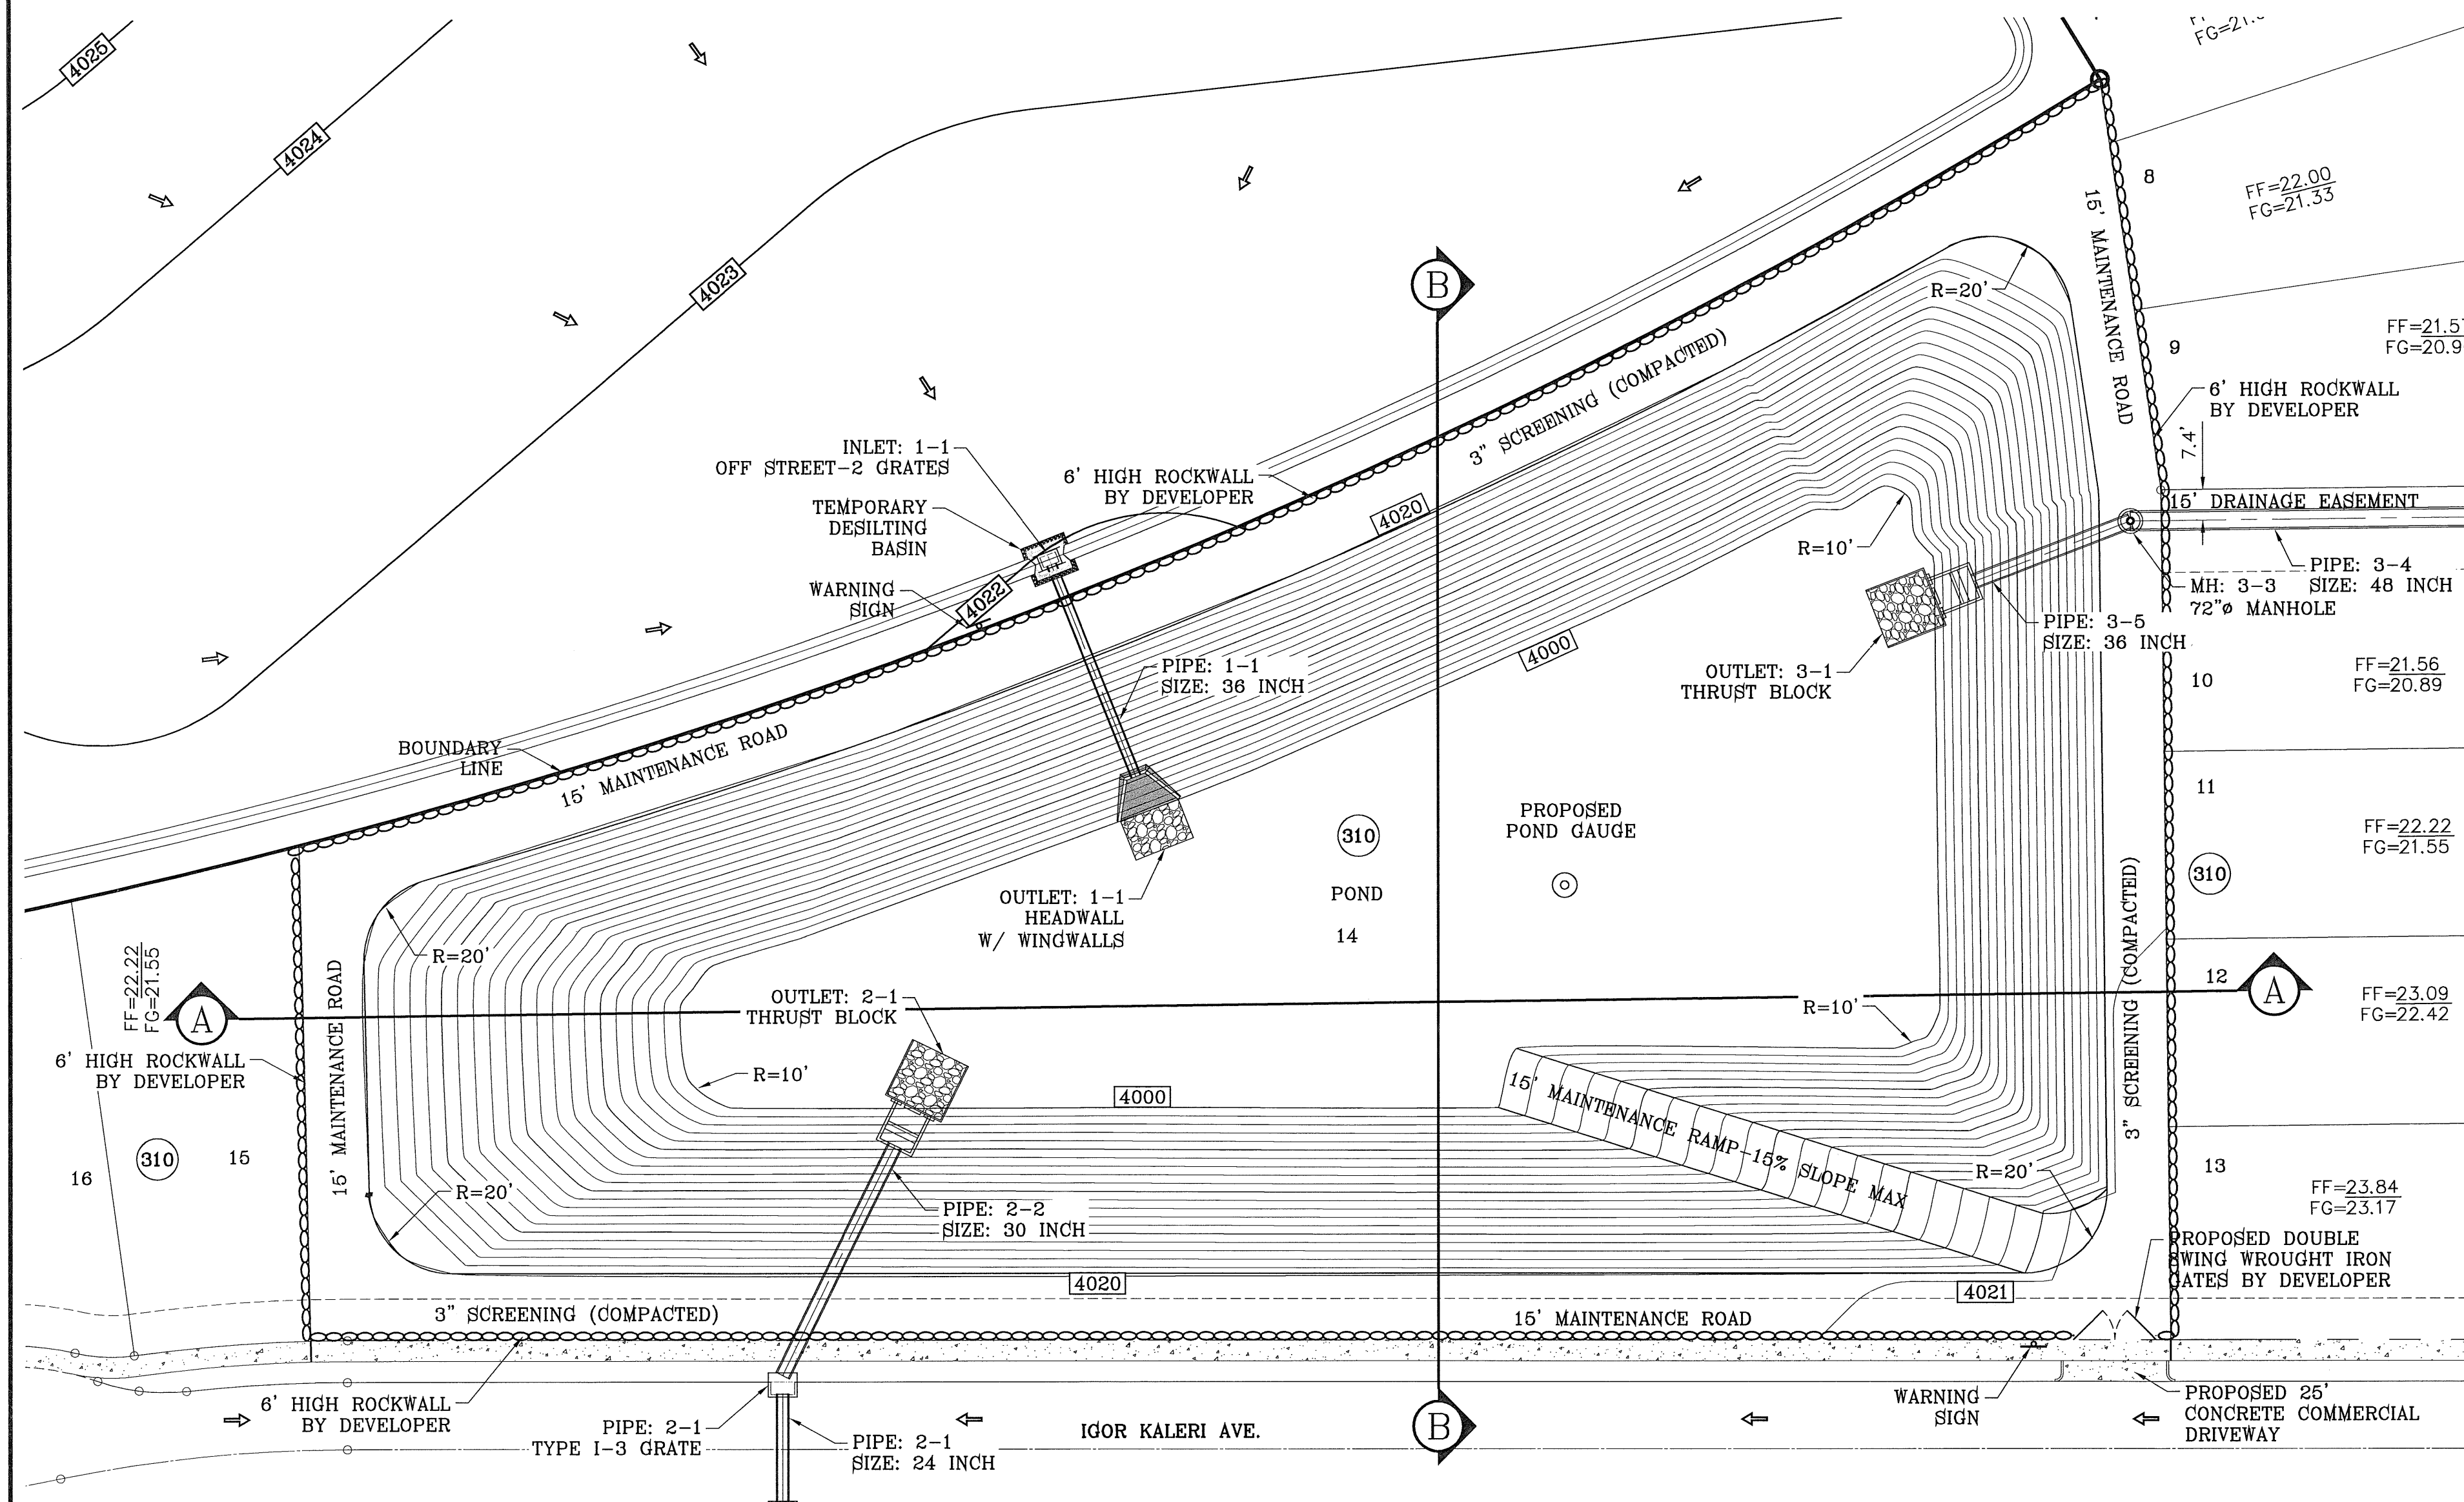 4025
4024
4023
FG=21.
8
FF=22.00
FG=21.33
15' MAINTENANCE ROAD
B
R=20'
9
FF=21.5
FG=20.9
6' HIGH ROCKWALL
BY DEVELOPER
7.4'
3" SCREENING (COMPACTED)
INLET: 1-1
OFF STREET-2 GRATES
6' HIGH ROCKWALL
BY DEVELOPER
TEMPORARY
DESILTING
BASIN
4020
15' DRAINAGE EASEMENT
R=10'
WARNING
SIGN
4022
PIPE: 3-4
SIZE: 48 INCH
MH: 3-3
72"ø MANHOLE
PIPE: 3-5
SIZE: 36 INCH
4000
PIPE: 1-1
SIZE: 36 INCH
OUTLET: 3-1
THRUST BLOCK
10
FF=21.56
FG=20.89
BOUNDARY
LINE
15' MAINTENANCE ROAD
11
PROPOSED
POND GAUGE
310
FF=22.22
FG=21.55
310
POND
14
OUTLET: 1-1
HEADWALL
W/ WINGWALLS
3" SCREENING (COMPACTED)
R=20'
FF=22.22
FG=21.55
A
15' MAINTENANCE ROAD
OUTLET: 2-1
THRUST BLOCK
R=10'
12
A
FF=23.09
FG=22.42
6' HIGH ROCKWALL
BY DEVELOPER
R=10'
4000
15' MAINTENANCE RAMP-15% SLOPE MAX
310
15
16
R=20'
R=20'
13
FF=23.84
FG=23.17
PIPE: 2-2
SIZE: 30 INCH
PROPOSED DOUBLE
SWING WROUGHT IRON
GATES BY DEVELOPER
4020
4021
3" SCREENING (COMPACTED)
15' MAINTENANCE ROAD
6' HIGH ROCKWALL
BY DEVELOPER
PIPE: 2-1
TYPE I-3 GRATE
PIPE: 2-1
SIZE: 24 INCH
IGOR KALERI AVE.
B
WARNING
SIGN
PROPOSED 25'
CONCRETE COMMERCIAL
DRIVEWAY